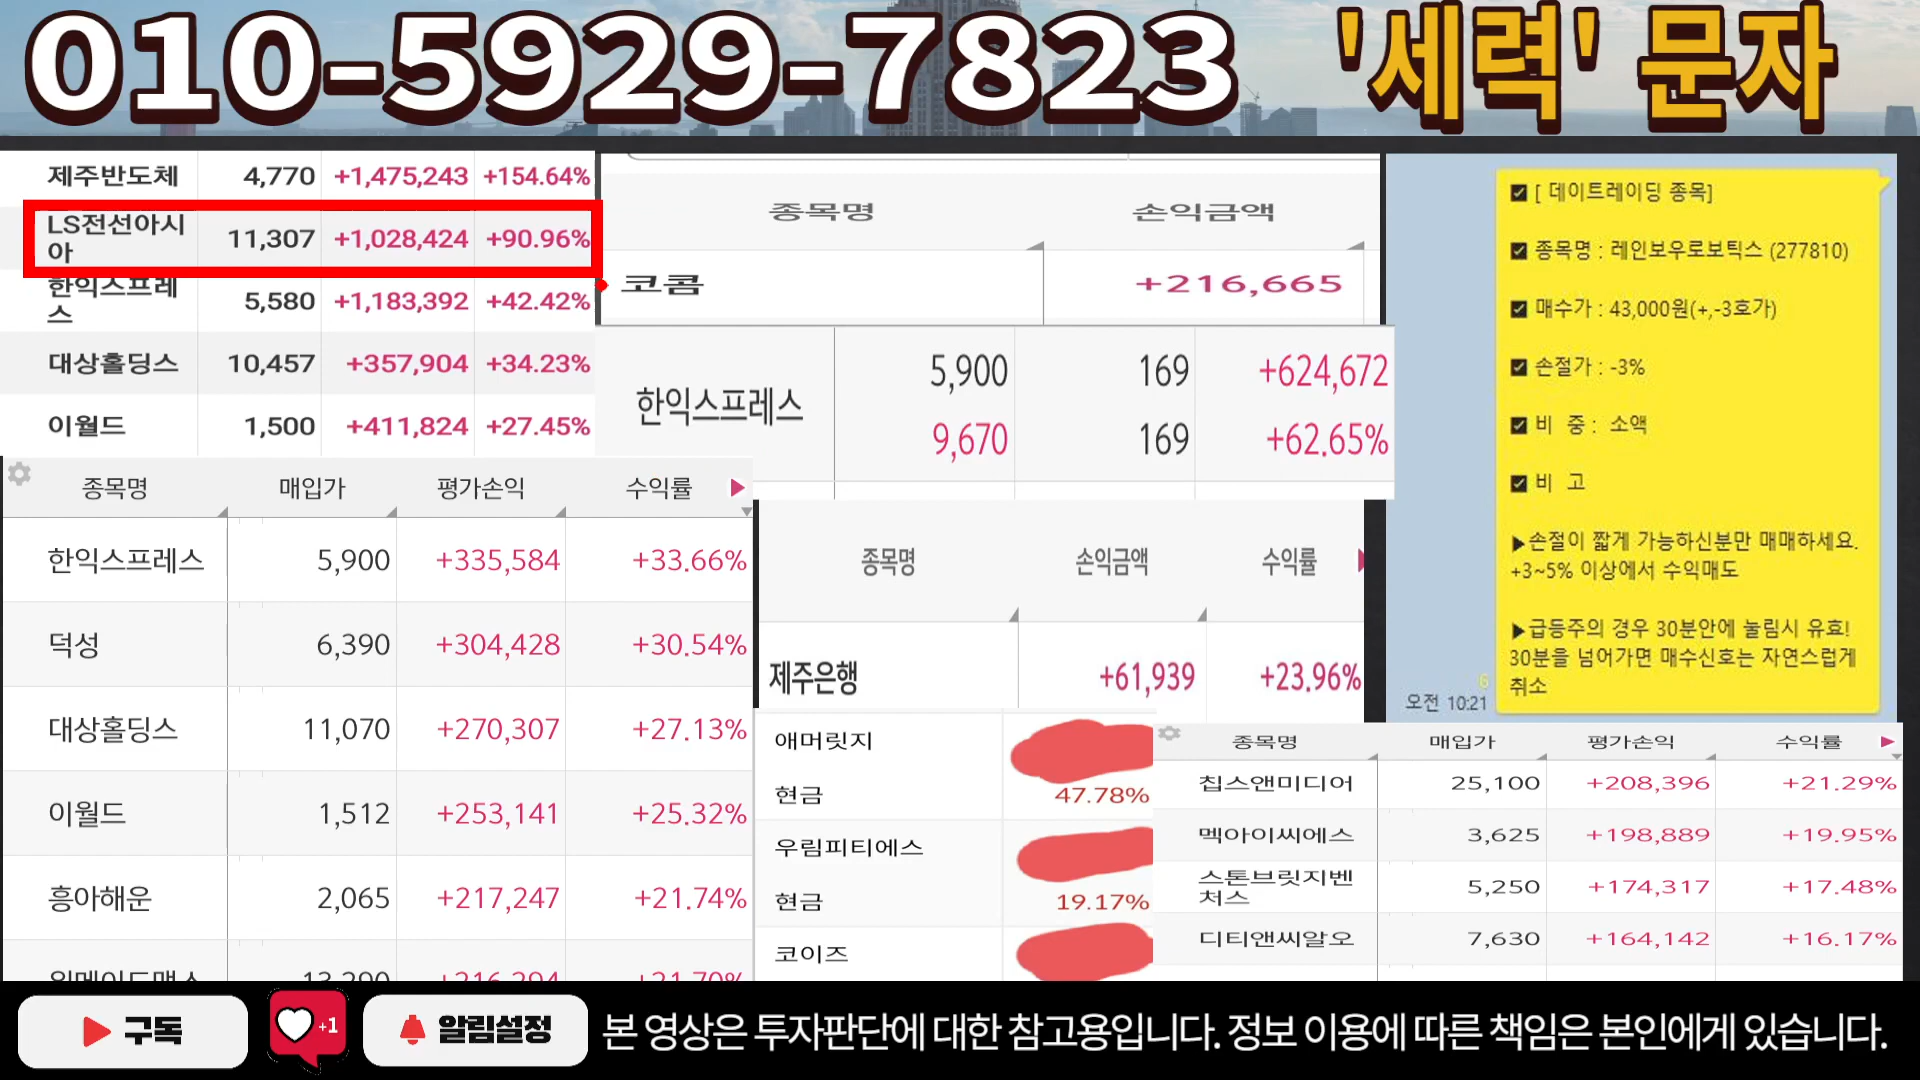 010-5929-7823 '세력' 문자
제주반도체 4,770 +1,475,243 +154.64%
LS전선아시아 11,307 +1,028,424 +90.96%
한익스프레스 5,580 +1,183,392 +42.42%
대상홀딩스 10,457 +357,904 +34.23%
이월드 1,500 +411,824 +27.45%
종목명 손익금액
코콤 +216,665
한익스프레스 5,900 169 +624,672
9,670 169 +62.65%
종목명 매입가 평가손익 수익률
한익스프레스 5,900 +335,584 +33.66%
덕성 6,390 +304,428 +30.54%
대상홀딩스 11,070 +270,307 +27.13%
이월드 1,512 +253,141 +25.32%
흥아해운 2,065 +217,247 +21.74%
종목명 손익금액 수익률
제주은행 +61,939 +23.96%
애머릿지
현금 47.78%
우림피티에스
현금 19.17%
코이즈
[ 데이트레이딩 종목]
종목명 : 레인보우로보틱스 (277810)
매수가 : 43,000원(+,-3호가)
손절가 : -3%
비 중 : 소액
비 고
▶손절이 짧게 가능하신분만 매매하세요.
+3~5% 이상에서 수익매도
▶급등주의 경우 30분안에 눌림시 유효!
30분을 넘어가면 매수신호는 자연스럽게
취소
6
오전 10:21
종목명 매입가 평가손익 수익률
칩스앤미디어 25,100 +208,396 +21.29%
멕아이씨에스 3,625 +198,889 +19.95%
스톤브릿지벤처스 5,250 +174,317 +17.48%
디티앤씨알오 7,630 +164,142 +16.17%
구독
+1
알림설정
본 영상은 투자판단에 대한 참고용입니다. 정보 이용에 따른 책임은 본인에게 있습니다.